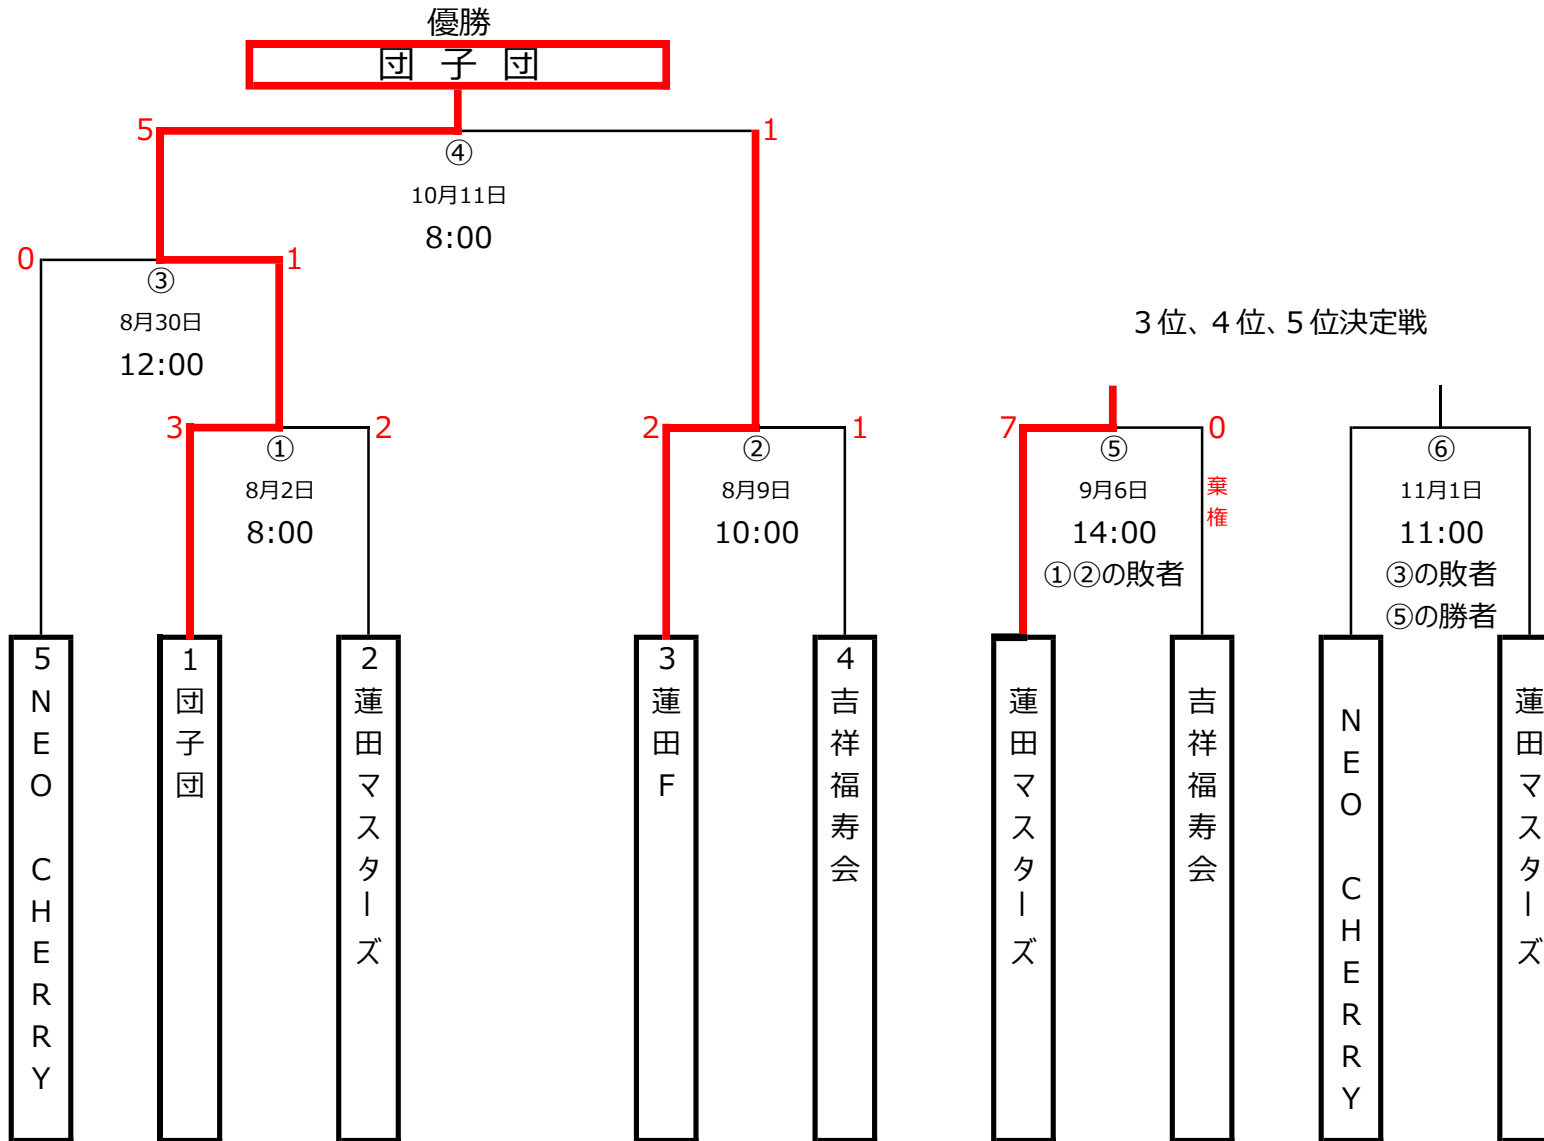 優勝
団子団
5
1
④
10月11日
8:00
0
1
③
8月30日
12:00
3位、4位、5位決定戦
3
2
①
8月2日
8:00
2
1
②
8月9日
10:00
7
0
⑤
9月6日
14:00
①②の敗者
棄権
⑥
11月1日
11:00
③の敗者
⑤の勝者
5 NEO CHERRY
1 団子団
2 蓮田マスターズ
3 蓮田F
4 吉祥福寿会
蓮田マスターズ
吉祥福寿会
NEO CHERRY
蓮田マスターズ